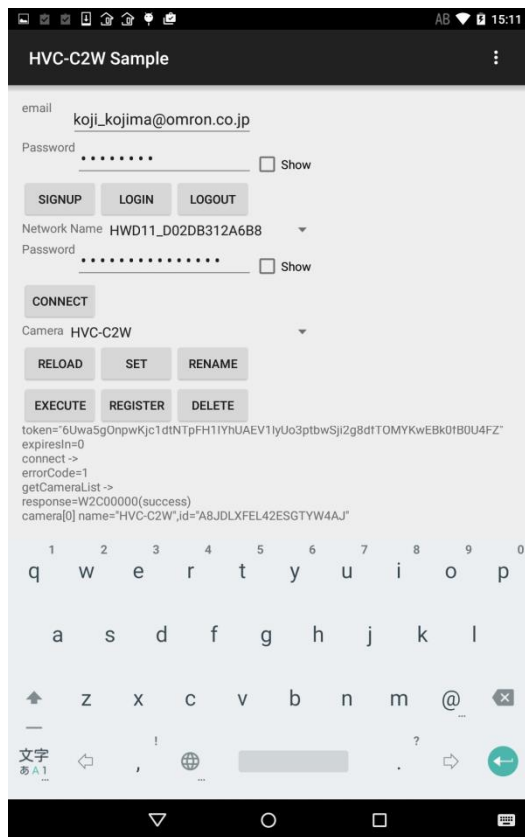 AB 15:11
HVC-C2W Sample
email
koji_kojima@omron.co.jp
Password
Show
SIGNUP LOGIN LOGOUT
Network Name HWD11_D02DB312A6B8
Password
Show
CONNECT
Camera HVC-C2W
RELOAD SET RENAME
EXECUTE REGISTER DELETE
expiresIn=0
connect ->
errorCode=1
getCameraList ->
response=W2C00000(success)
camera[0] name="HVC-C2W",id="A8JDLXFEL42ESGTYW4AJ"
1 2 3 4 5 6 7 8 9 0
q w e r t y u i o p
a s d f g h j k l
z x c v b n m @
文字 ! ?
あA1 , .